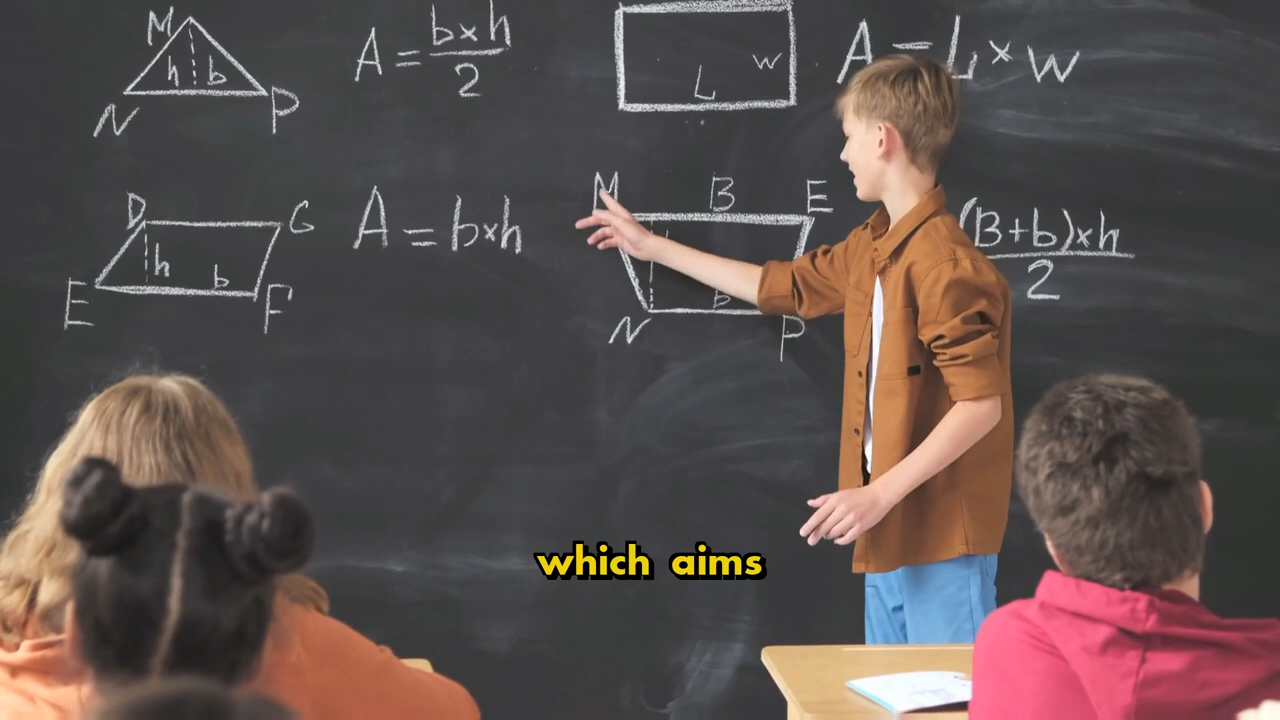 M
h b
N P
A = b×h
2
L w
A = L × w
D G
h b
E F
A = b×h
M B E
b
N P
(B+b)×h
2
which aims